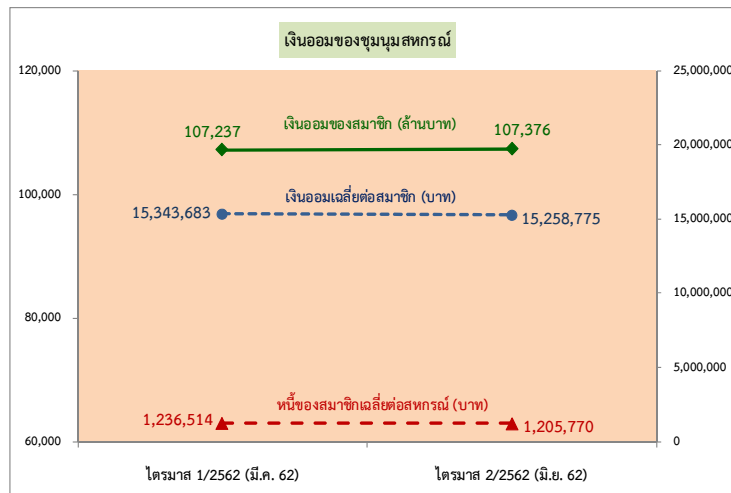 เงินออมของชุมนุมสหกรณ์
120,000
25,000,000
เงินออมของสมาชิก (ล้านบาท)
107,237
107,376
20,000,000
100,000
เงินออมเฉลี่ยต่อสมาชิก (บาท)
15,343,683
15,258,775
15,000,000
80,000
10,000,000
5,000,000
หนี้ของสมาชิกเฉลี่ยต่อสหกรณ์ (บาท)
1,236,514
1,205,770
60,000
0
ไตรมาส 1/2562 (มี.ค. 62)
ไตรมาส 2/2562 (มิ.ย. 62)